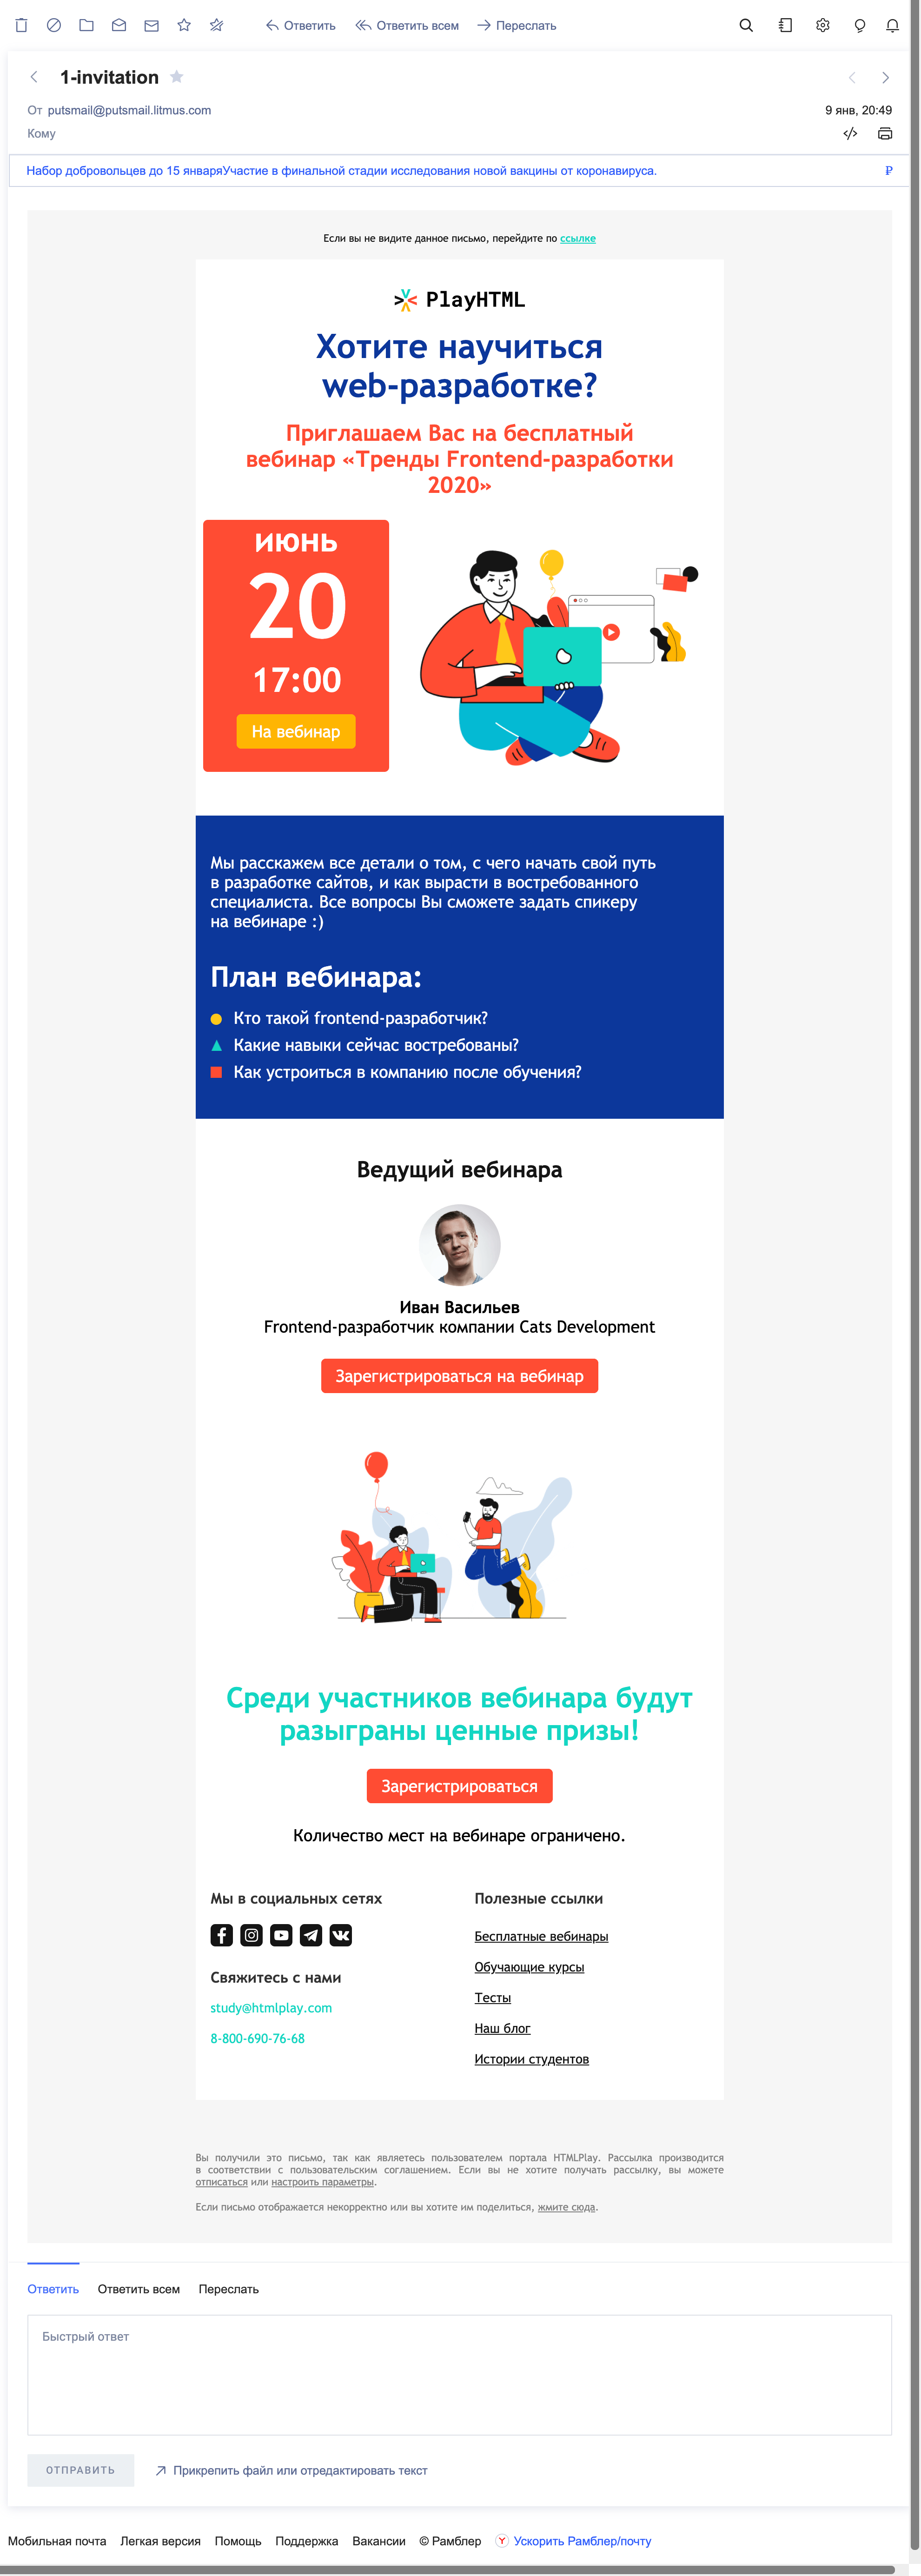 Ответить Ответить всем Переслать
1-invitation
От putsmail@putsmail.litmus.com 9 янв, 20:49
Кому
Набор добровольцев до 15 январяУчастие в финальной стадии исследования новой вакцины от коронавируса. ₽
Если вы не видите данное письмо, перейдите по ссылке
PlayHTML
Хотите научиться
web-разработке?
Приглашаем Вас на бесплатный
вебинар «Тренды Frontend-разработки
2020»
июнь
20
17:00
На вебинар
Мы расскажем все детали о том, с чего начать свой путь
в разработке сайтов, и как вырасти в востребованного
специалиста. Все вопросы Вы сможете задать спикеру
на вебинаре :)
План вебинара:
Кто такой frontend-разработчик?
Какие навыки сейчас востребованы?
Как устроиться в компанию после обучения?
Ведущий вебинара
Иван Васильев
Frontend-разработчик компании Cats Development
Зарегистрироваться на вебинар
Среди участников вебинара будут
разыграны ценные призы!
Зарегистрироваться
Количество мест на вебинаре ограничено.
Мы в социальных сетях
Свяжитесь с нами
study@htmlplay.com
8-800-690-76-68
Полезные ссылки
Бесплатные вебинары
Обучающие курсы
Тесты
Наш блог
Истории студентов
Вы получили это письмо, так как являетесь пользователем портала HTMLPlay. Рассылка производится
в соответствии с пользовательским соглашением. Если вы не хотите получать рассылку, вы можете
отписаться или настроить параметры.
Если письмо отображается некорректно или вы хотите им поделиться, жмите сюда.
Ответить Ответить всем Переслать
Быстрый ответ
ОТПРАВИТЬ Прикрепить файл или отредактировать текст
Мобильная почта Легкая версия Помощь Поддержка Вакансии © Рамблер Ускорить Рамблер/почту